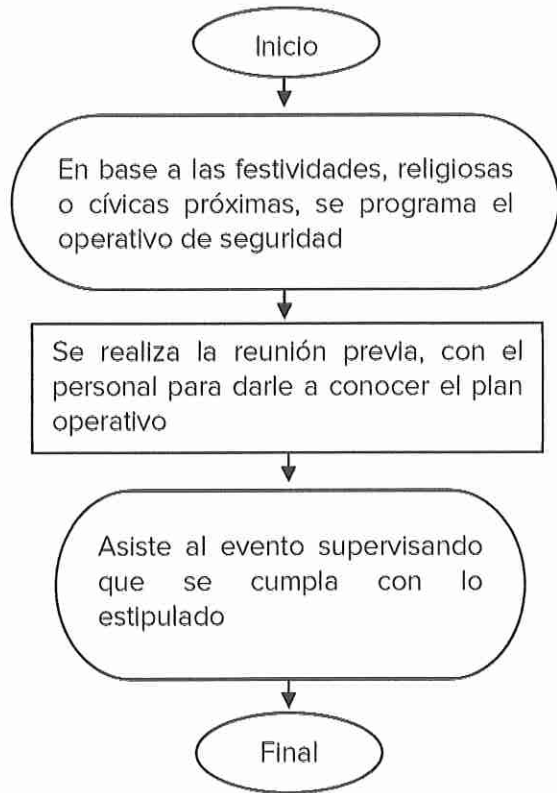 Inicio
En base a las festividades, religiosas
o cívicas próximas, se programa el
operativo de seguridad
Se realiza la reunión previa, con el
personal para darle a conocer el plan
operativo
Asiste al evento supervisando
que se cumpla con lo
estipulado
Final